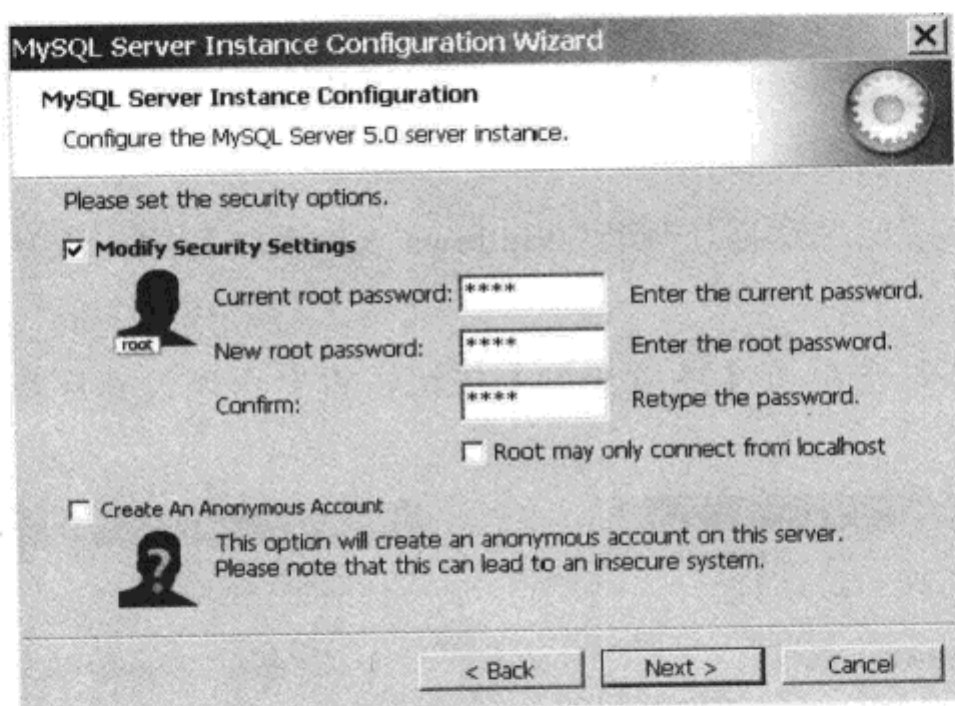 MySQL Server Instance Configuration Wizard
MySQL Server Instance Configuration
Configure the MySQL Server 5.0 server instance.
Please set the security options.
Modify Security Settings
Current root password: **** Enter the current password.
root
New root password: **** Enter the root password.
Confirm: **** Retype the password.
Root may only connect from localhost
Create An Anonymous Account
This option will create an anonymous account on this server.
Please note that this can lead to an insecure system.
?
< Back Next > Cancel